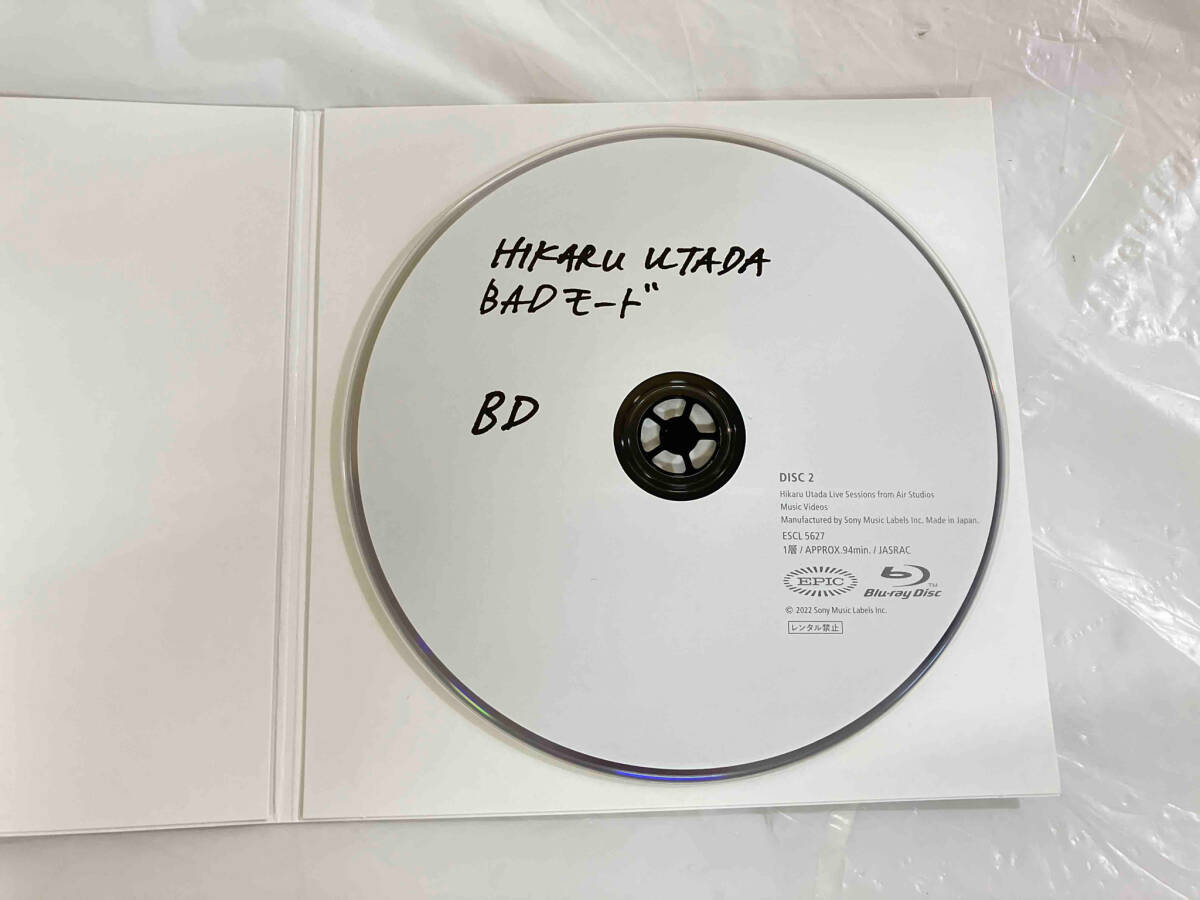 HIKARU UTADA
BADモード
BD
DISC 2
Hikaru Utada Live Sessions from Air Studios
Music Videos
Manufactured by Sony Music Labels Inc. Made in Japan.
ESCL 5627
1層 / APPROX.94min. / JASRAC
EPIC
Blu-ray Disc™
© 2022 Sony Music Labels Inc.
レンタル禁止